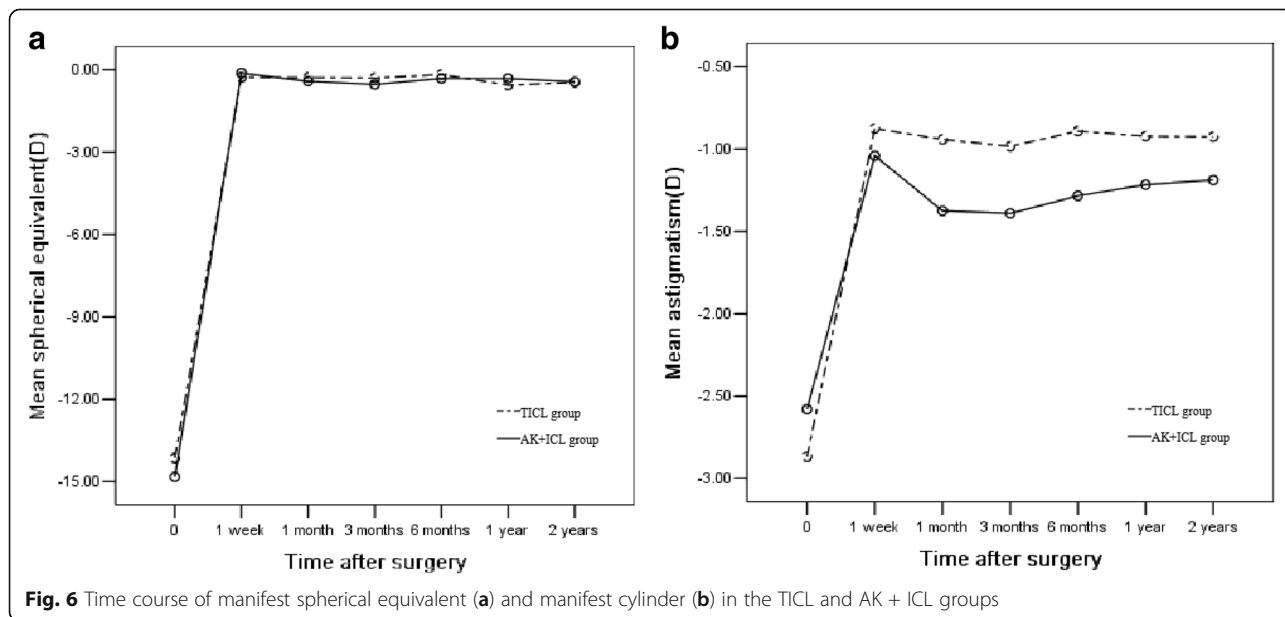 a
0.00
-3.00
-6.00
-9.00
-12.00
-15.00
Mean spherical equivalent(D)
TICL group
AK+ICL group
0 1 week 1 month 3 months 6 months 1 year 2 years
Time after surgery
b
-0.50
-1.00
-1.50
-2.00
-2.50
-3.00
Mean astigmatism(D)
TICL group
AK+ICL group
0 1 week 1 month 3 months 6 months 1 year 2 years
Time after surgery
Fig. 6 Time course of manifest spherical equivalent (a) and manifest cylinder (b) in the TICL and AK + ICL groups